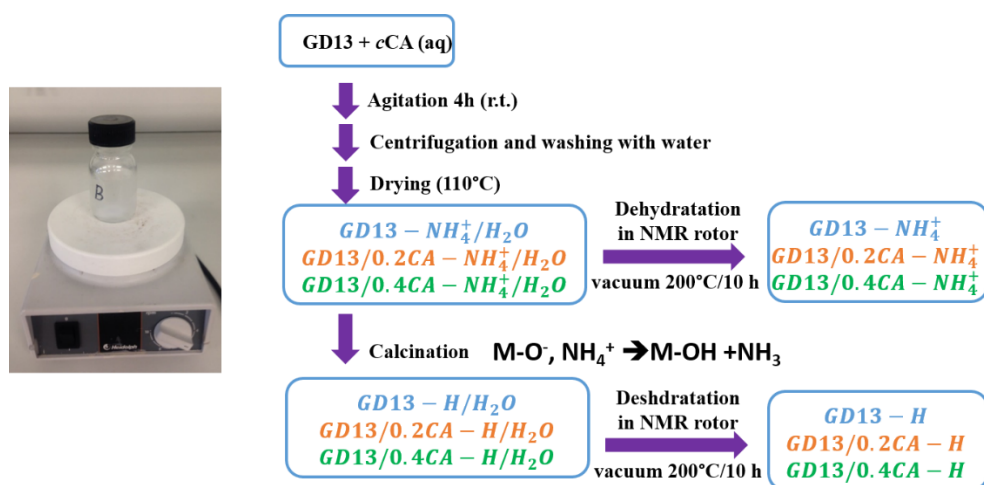 GD13 + cCA (aq)
Agitation 4h (r.t.)
Centrifugation and washing with water
Drying (110°C)
B
GD13 − NH₄⁺/H₂O
GD13/0.2CA − NH₄⁺/H₂O
GD13/0.4CA − NH₄⁺/H₂O
Dehydratation
in NMR rotor
vacuum 200°C/10 h
GD13 − NH₄⁺
GD13/0.2CA − NH₄⁺
GD13/0.4CA − NH₄⁺
Calcination
M-O⁻, NH₄⁺ ➔M-OH +NH₃
Heidolph
GD13 − H/H₂O
GD13/0.2CA − H/H₂O
GD13/0.4CA − H/H₂O
Deshdratation
in NMR rotor
vacuum 200°C/10 h
GD13 − H
GD13/0.2CA − H
GD13/0.4CA − H